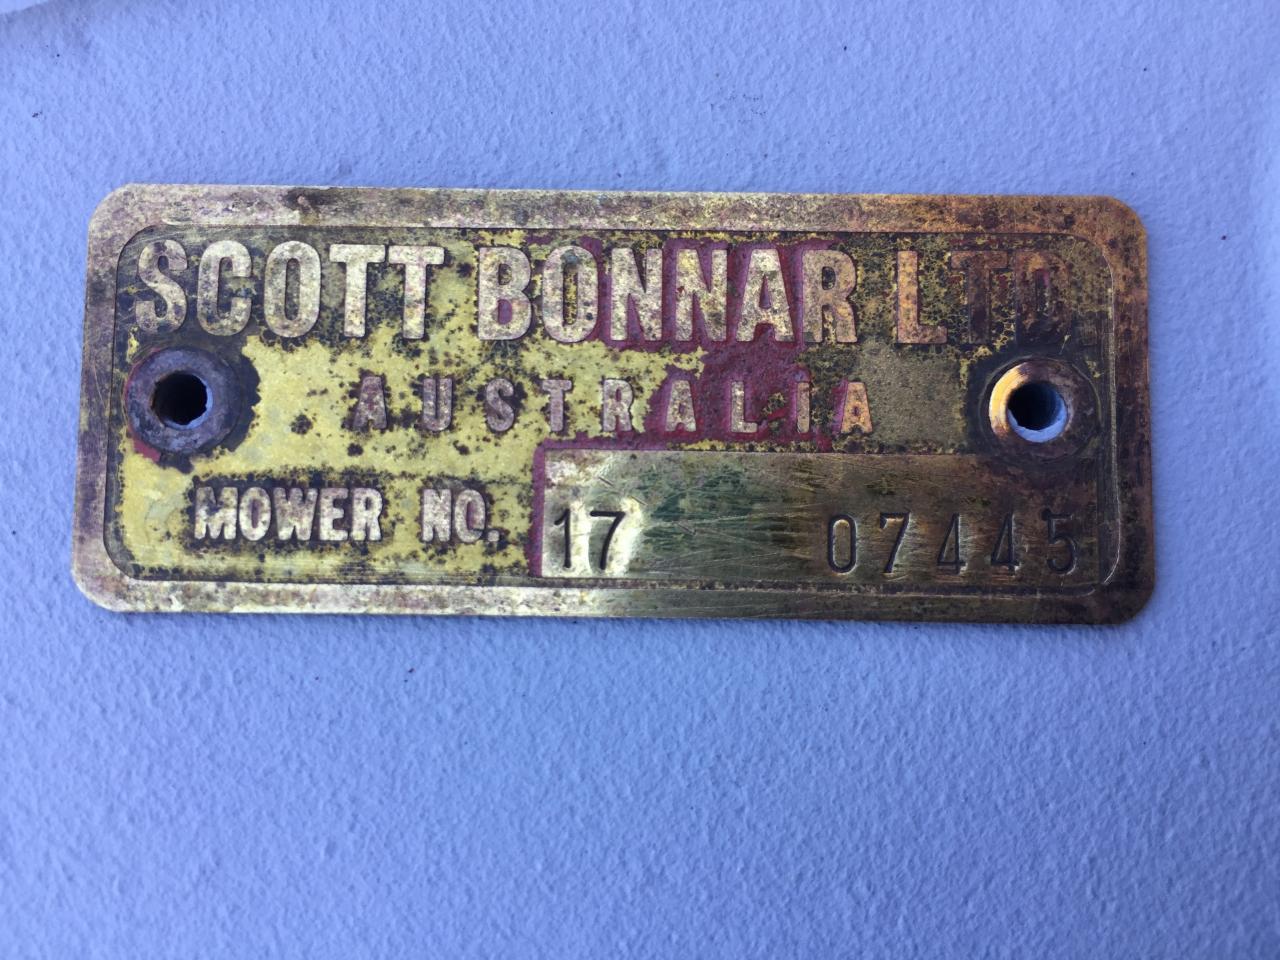 SCOTT BONNAR LTD
AUSTRALIA
MOWER NO. 17 07445